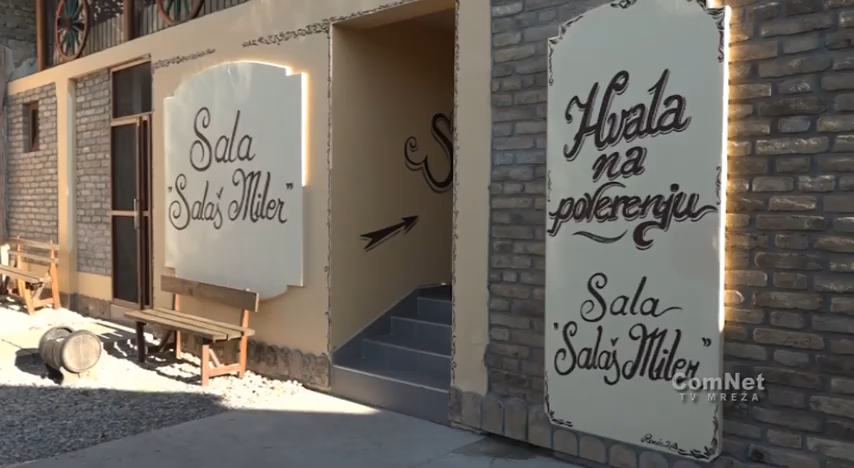 Sala
"Salaš Miler"
Hvala
na
poverenju
Sala
"Salaš Miler"
ComNet
TV MREŽA